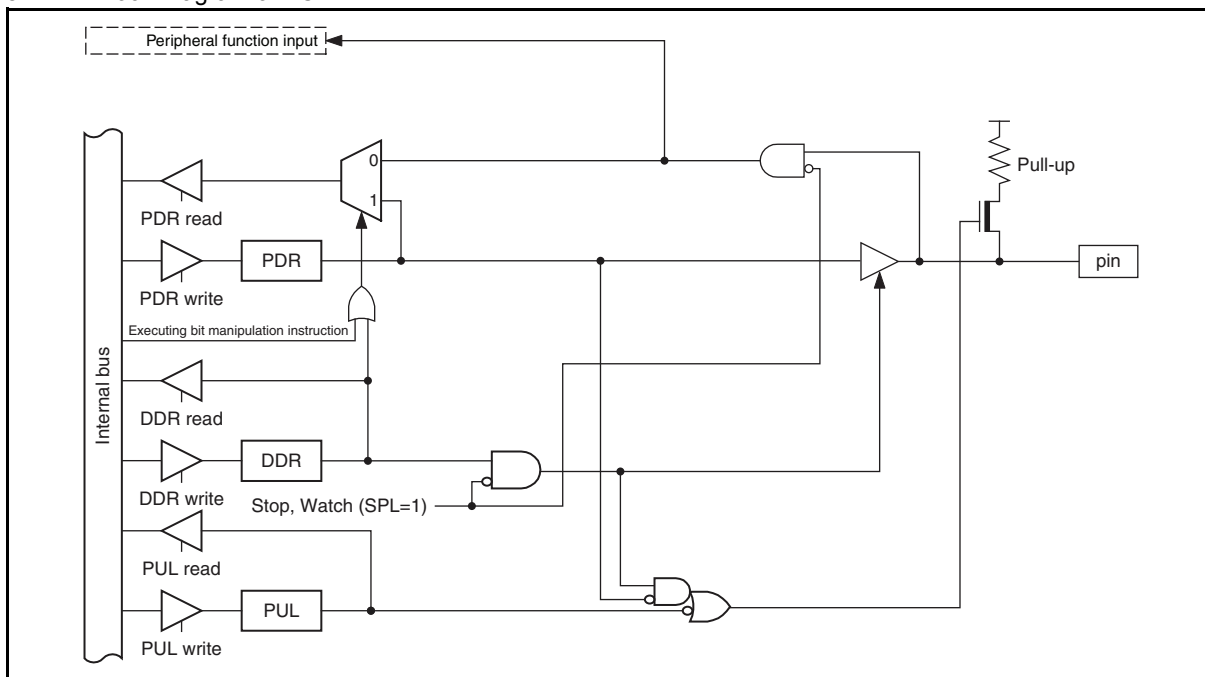 Peripheral function input
0
Pull-up
1
PDR read
PDR
pin
PDR write
Executing bit manipulation instruction
Internal bus
DDR read
DDR
DDR write
Stop, Watch (SPL=1)
PUL read
PUL
PUL write